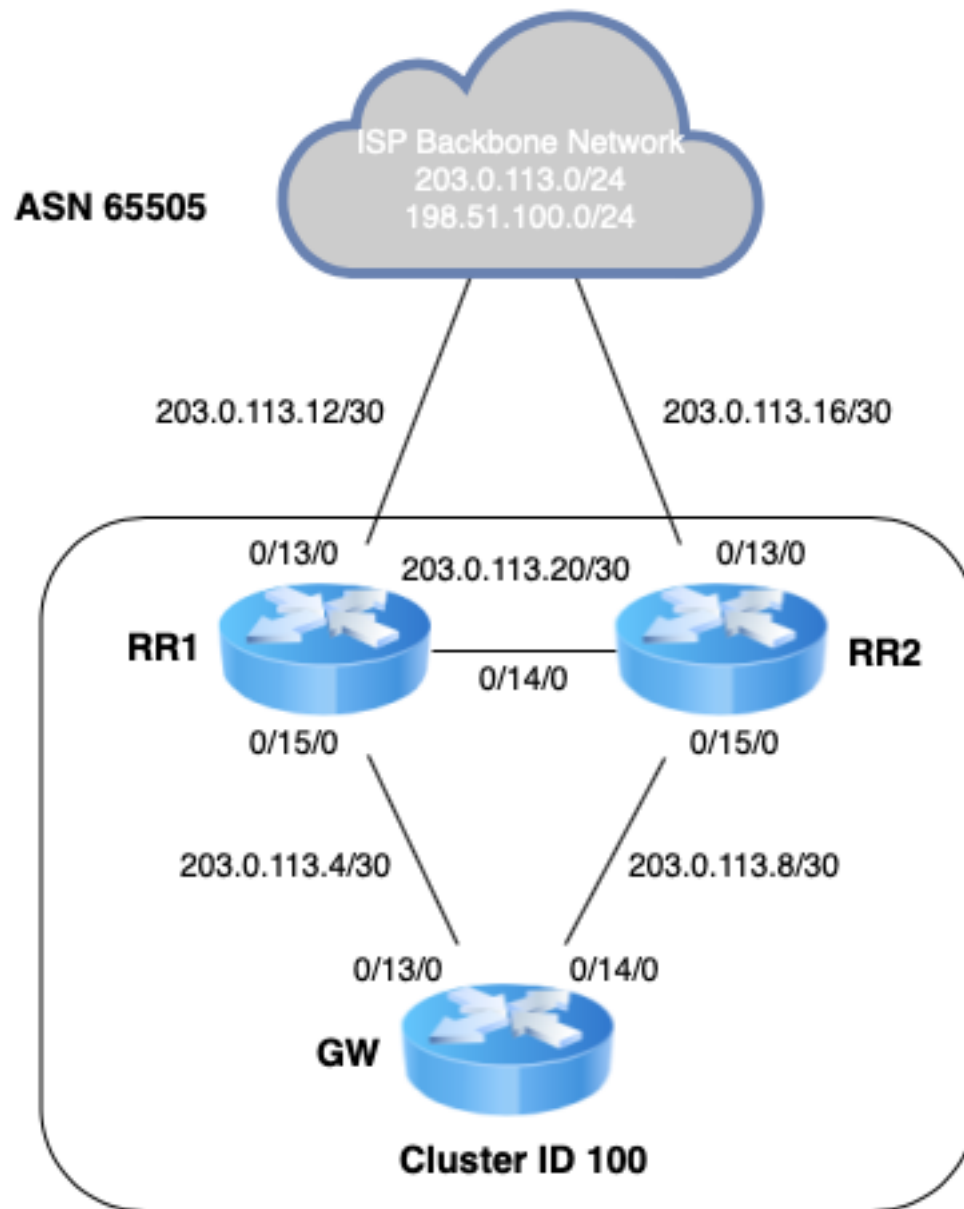 ISP Backbone Network
203.0.113.0/24
198.51.100.0/24
ASN 65505
203.0.113.12/30
203.0.113.16/30
0/13/0
203.0.113.20/30
0/13/0
RR1
0/14/0
RR2
0/15/0
0/15/0
203.0.113.4/30
203.0.113.8/30
0/13/0
0/14/0
GW
Cluster ID 100